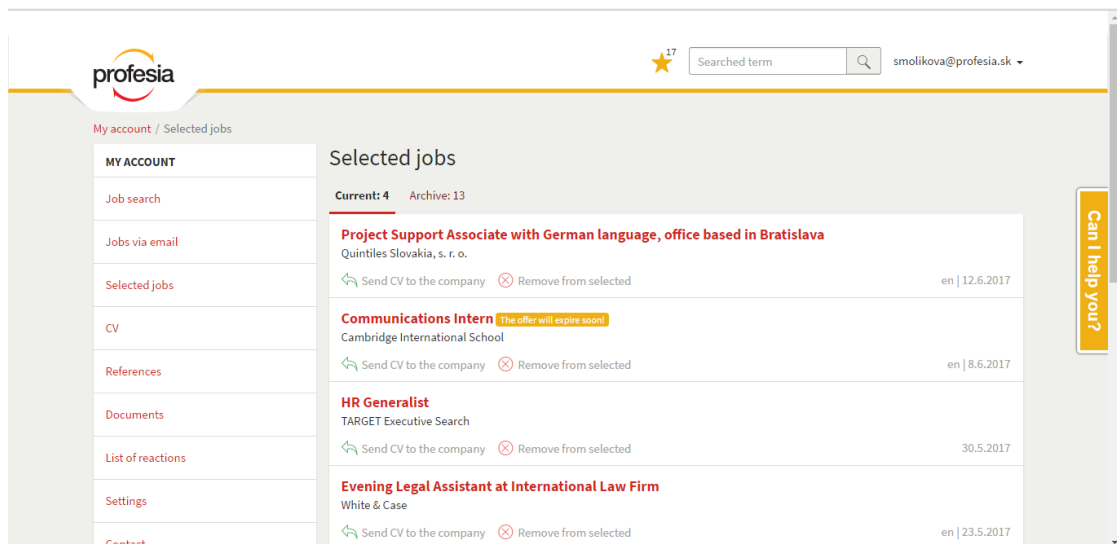 profesia
17
Searched term
smolikova@profesia.sk
My account / Selected jobs
MY ACCOUNT
Job search
Jobs via email
Selected jobs
CV
References
Documents
List of reactions
Settings
Contact
Selected jobs
Current: 4 Archive: 13
Project Support Associate with German language, office based in Bratislava
Quintiles Slovakia, s. r. o.
Send CV to the company Remove from selected en | 12.6.2017
Communications Intern The offer will expire soon!
Cambridge International School
Send CV to the company Remove from selected en | 8.6.2017
HR Generalist
TARGET Executive Search
Send CV to the company Remove from selected 30.5.2017
Evening Legal Assistant at International Law Firm
White & Case
Send CV to the company Remove from selected en | 23.5.2017
Can I help you?